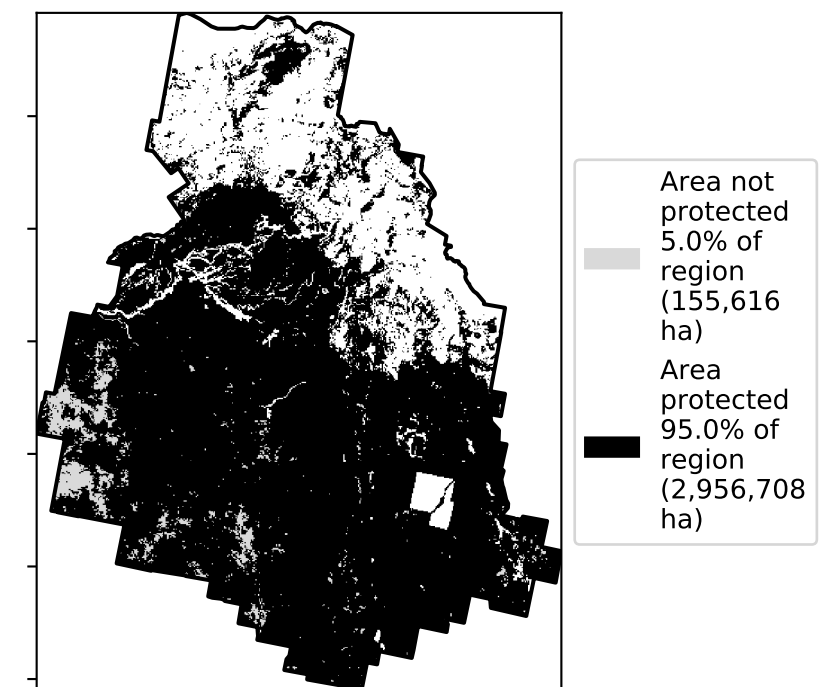 Area not
protected
5.0% of
region
(155,616
ha)
Area
protected
95.0% of
region
(2,956,708
ha)